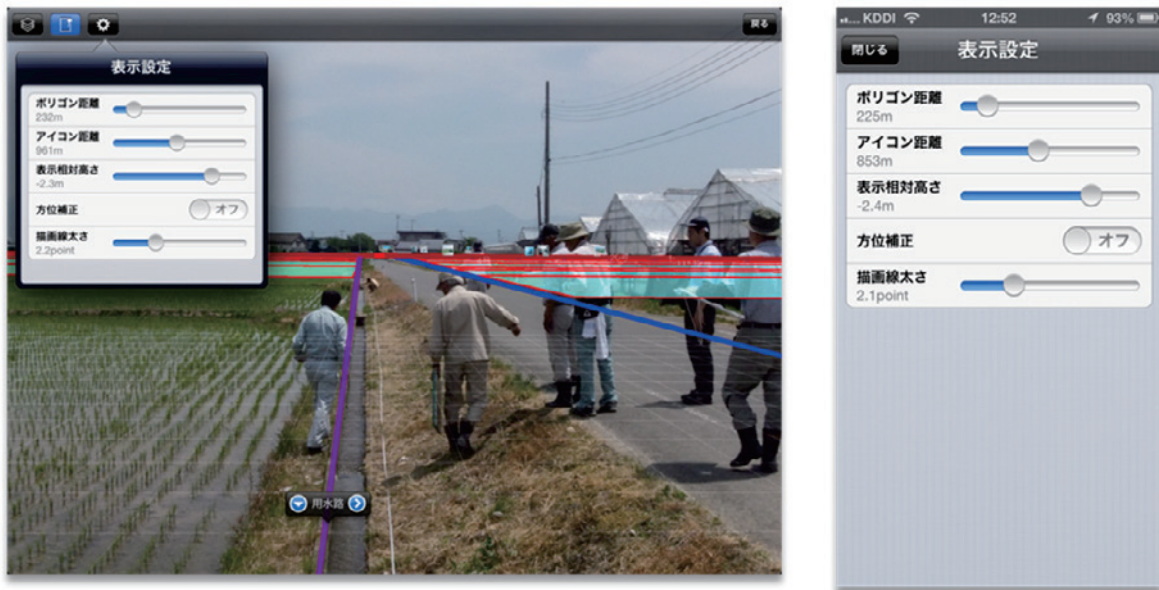 戻る
表示設定
ポリゴン距離
232m
アイコン距離
961m
表示相対高さ
-2.3m
方位補正
オフ
描画線太さ
2.2point
用水路
KDDI 12:52 93%
閉じる 表示設定
ポリゴン距離
225m
アイコン距離
853m
表示相対高さ
-2.4m
方位補正
オフ
描画線太さ
2.1point